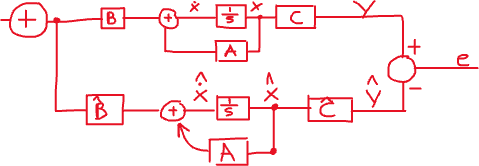 + B + ẋ 1/s x C y
A
+ e
−
B̂ + x̂̇ 1/s x̂ Ĉ ŷ
A